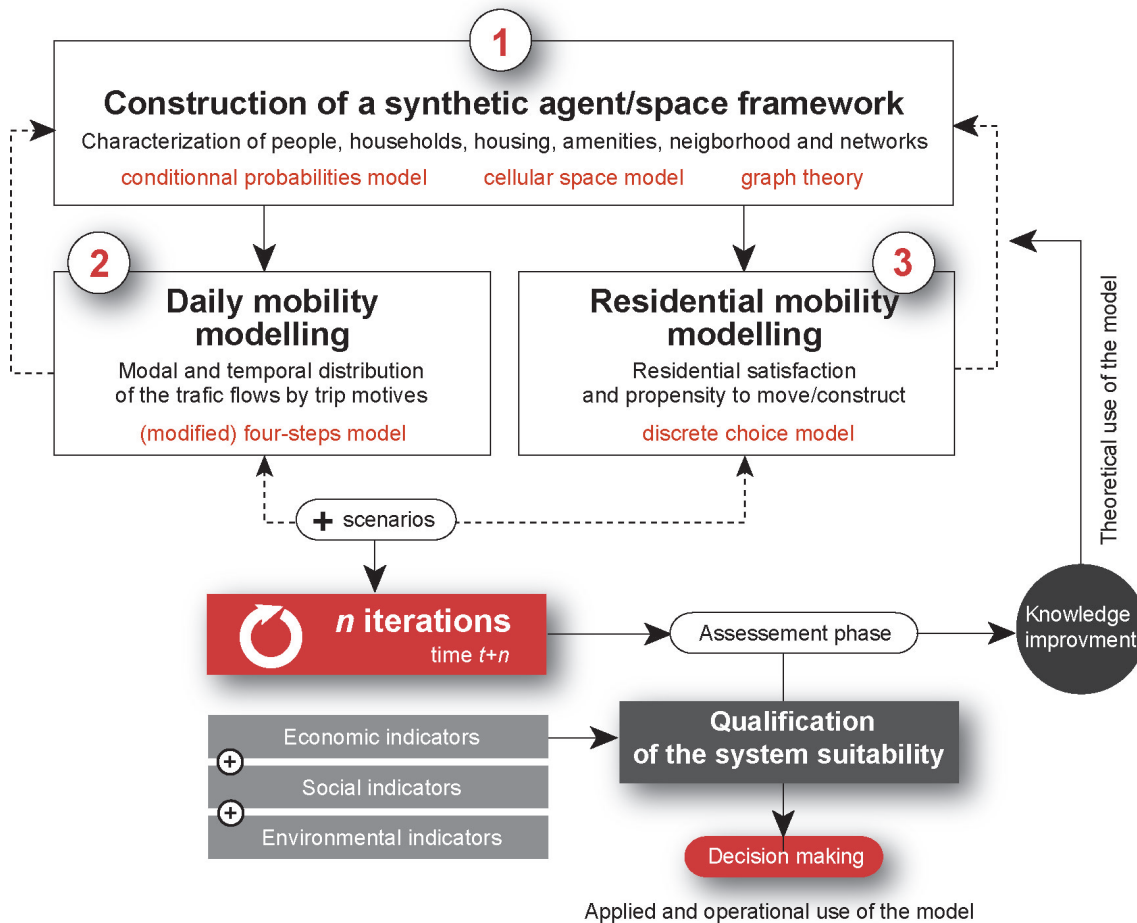 1
Construction of a synthetic agent/space framework
Characterization of people, households, housing, amenities, neigborhood and networks
conditionnal probabilities model
cellular space model
graph theory
2
Daily mobility
modelling
Modal and temporal distribution
of the trafic flows by trip motives
(modified) four-steps model
3
Residential mobility
modelling
Residential satisfaction
and propensity to move/construct
discrete choice model
+ scenarios
n iterations
time t+n
Assessement phase
Knowledge
improvment
Theoretical use of the model
Economic indicators
+
Social indicators
+
Environmental indicators
Qualification
of the system suitability
Decision making
Applied and operational use of the model